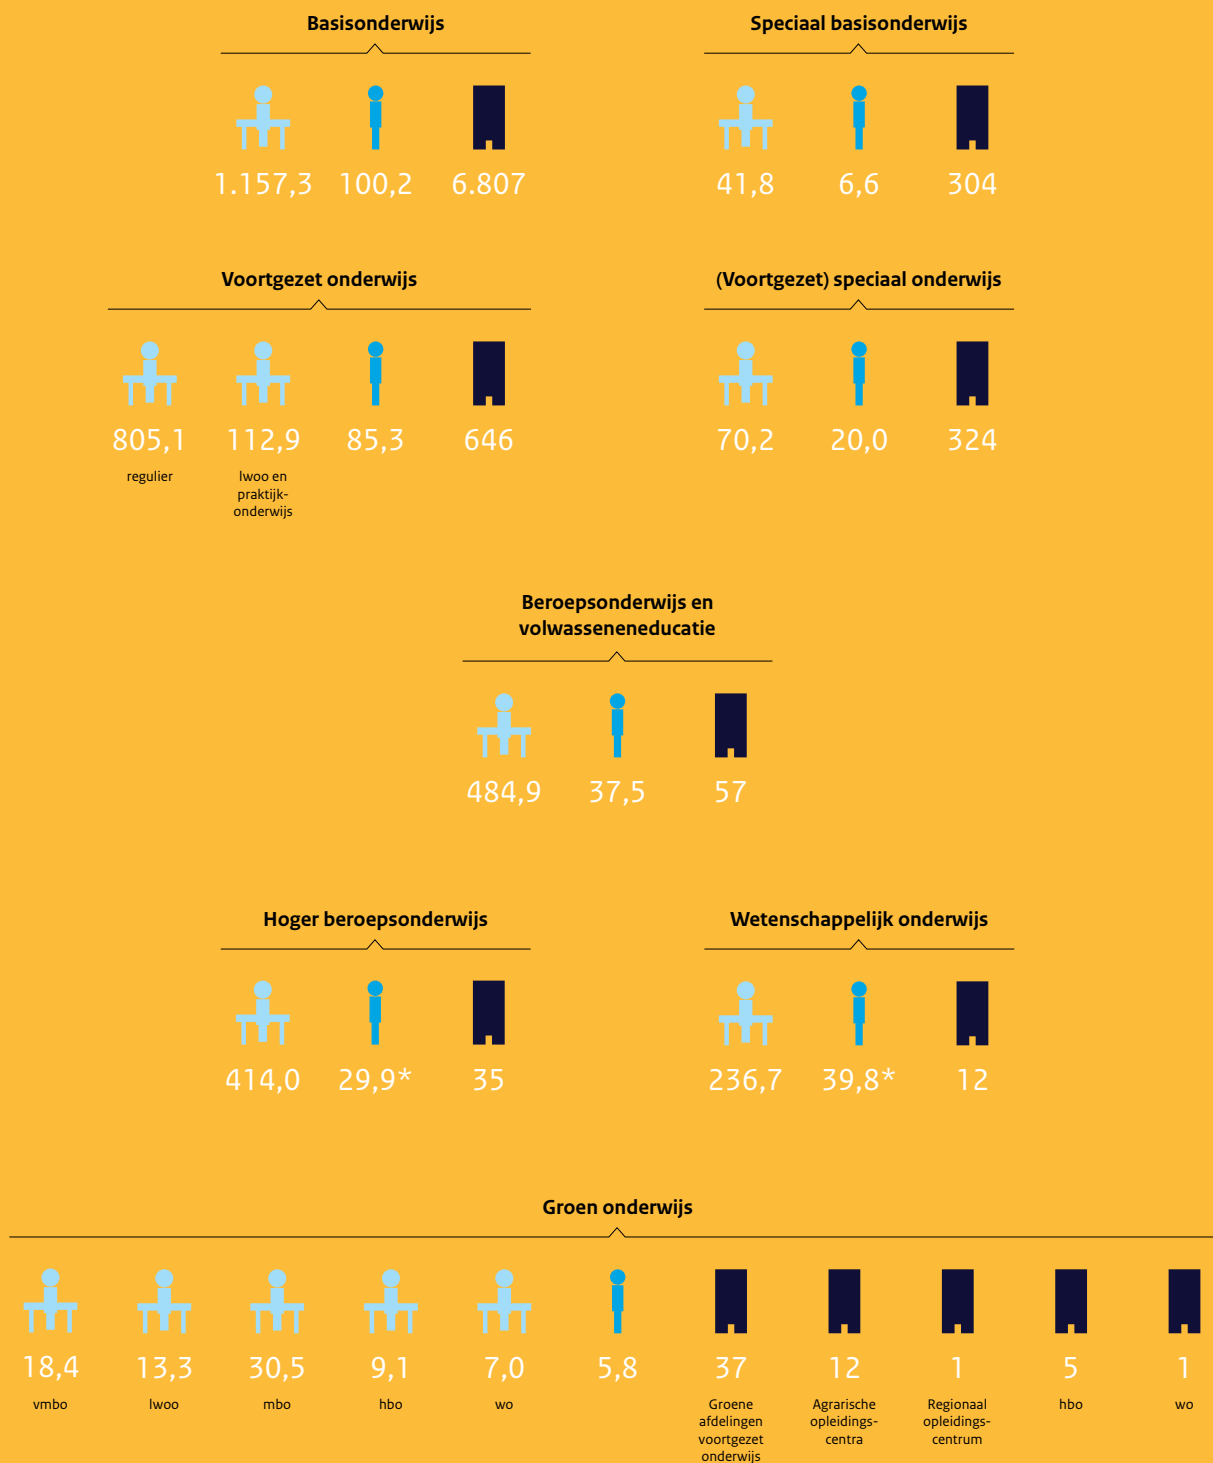 Basisonderwijs
1.157,3 100,2 6.807
Speciaal basisonderwijs
41,8 6,6 304
Voortgezet onderwijs
805,1 112,9 85,3 646
regulier
lwoo en
praktijk-
onderwijs
(Voortgezet) speciaal onderwijs
70,2 20,0 324
Beroepsonderwijs en
volwasseneneducatie
484,9 37,5 57
Hoger beroepsonderwijs
414,0 29,9* 35
Wetenschappelijk onderwijs
236,7 39,8* 12
Groen onderwijs
18,4 13,3 30,5 9,1 7,0 5,8 37 12 1 5 1
vmbo
lwoo
mbo
hbo
wo
Groene
afdelingen
voortgezet
onderwijs
Agrarische
opleidings-
centra
Regionaal
opleidings-
centrum
hbo
wo